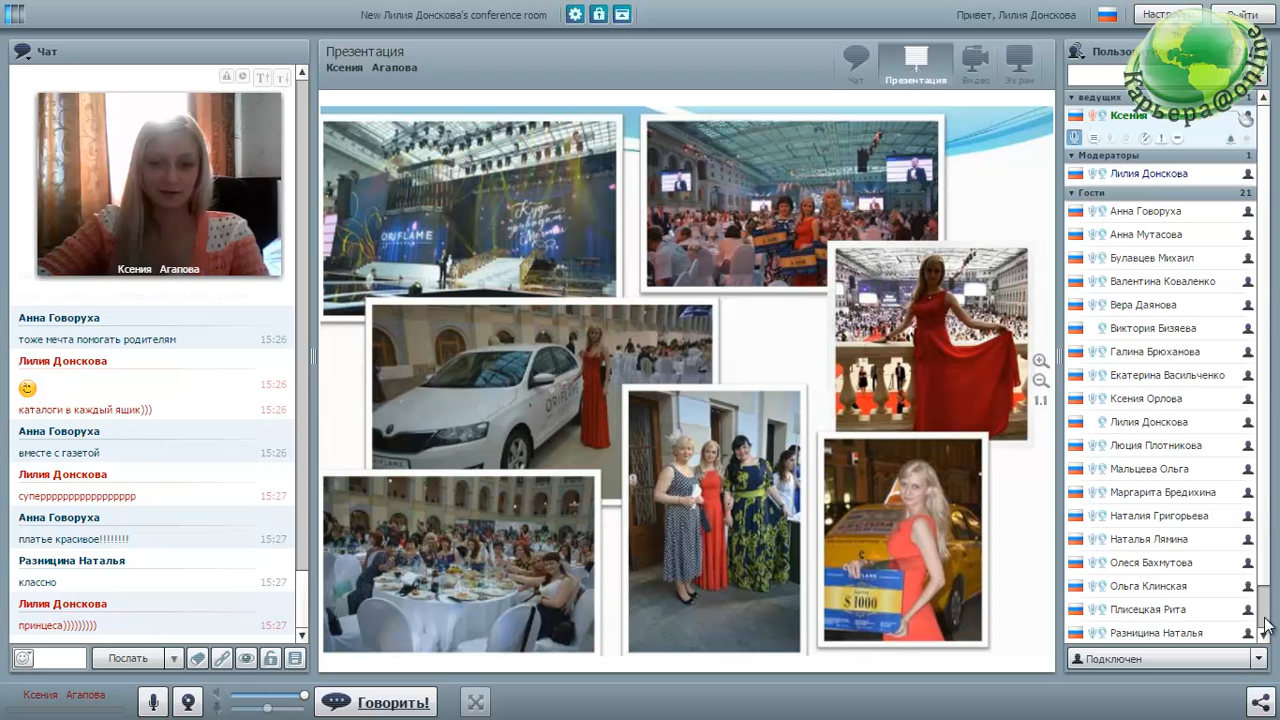 New Лилия Донскова's conference room
Привет, Лилия Донскова
Выйти
Чат
Ксения Агапова
Анна Говоруха
тоже мечта помогать родителям 15:26
Лилия Донскова
15:26
каталоги в каждый ящик))) 15:26
Анна Говоруха
вместе с газетой 15:26
Лилия Донскова
суперррррррррррррррррр 15:27
Анна Говоруха
платье красивое!!!!!!!! 15:27
Разницина Наталья
классно 15:27
Лилия Донскова
принцеса))))))))) 15:27
Послать
Ксения Агапова
Говорить!
Презентация
Ксения Агапова
Чат
Презентация
Видео
Экран
ORIFLAME
ORIFLAME
$ 1000
1.1
Карьера@online
ведущих 1
Ксения
Модераторы 1
Лилия Донскова
Гости 21
Анна Говоруха
Анна Мутасова
Булавцев Михаил
Валентина Коваленко
Вера Даянова
Виктория Бизяева
Галина Брюханова
Екатерина Васильченко
Ксения Орлова
Лилия Донскова
Люция Плотникова
Мальцева Ольга
Маргарита Бредихина
Наталия Григорьева
Наталья Лянина
Олеся Бахмутова
Ольга Клинская
Плисецкая Рита
Разницина Наталья
Подключен